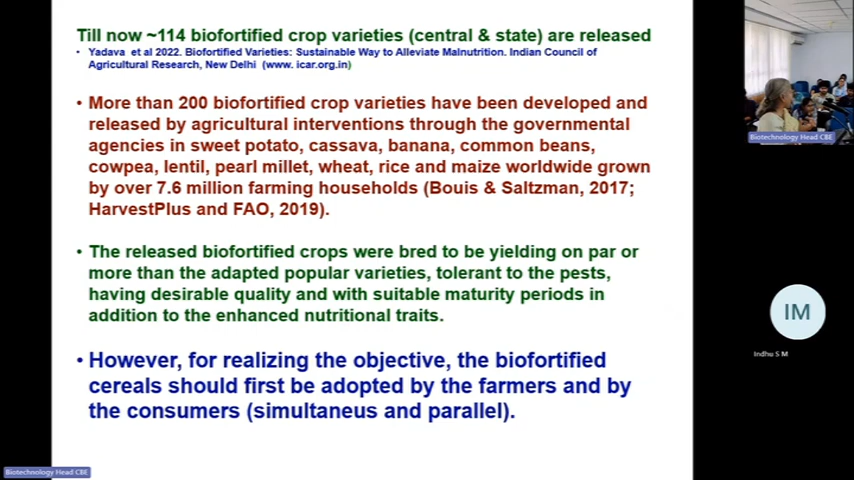 Till now ~114 biofortified crop varieties (central & state) are released
• Yadava et al 2022. Biofortified Varieties: Sustainable Way to Alleviate Malnutrition. Indian Council of
Agricultural Research, New Delhi (www. icar.org.in)
• More than 200 biofortified crop varieties have been developed and
released by agricultural interventions through the governmental
agencies in sweet potato, cassava, banana, common beans,
cowpea, lentil, pearl millet, wheat, rice and maize worldwide grown
by over 7.6 million farming households (Bouis & Saltzman, 2017;
HarvestPlus and FAO, 2019).
• The released biofortified crops were bred to be yielding on par or
more than the adapted popular varieties, tolerant to the pests,
having desirable quality and with suitable maturity periods in
addition to the enhanced nutritional traits.
• However, for realizing the objective, the biofortified
cereals should first be adopted by the farmers and by
the consumers (simultaneus and parallel).
Biotechnology Head CBE
IM
Indhu S M
Biotechnology Head CBE